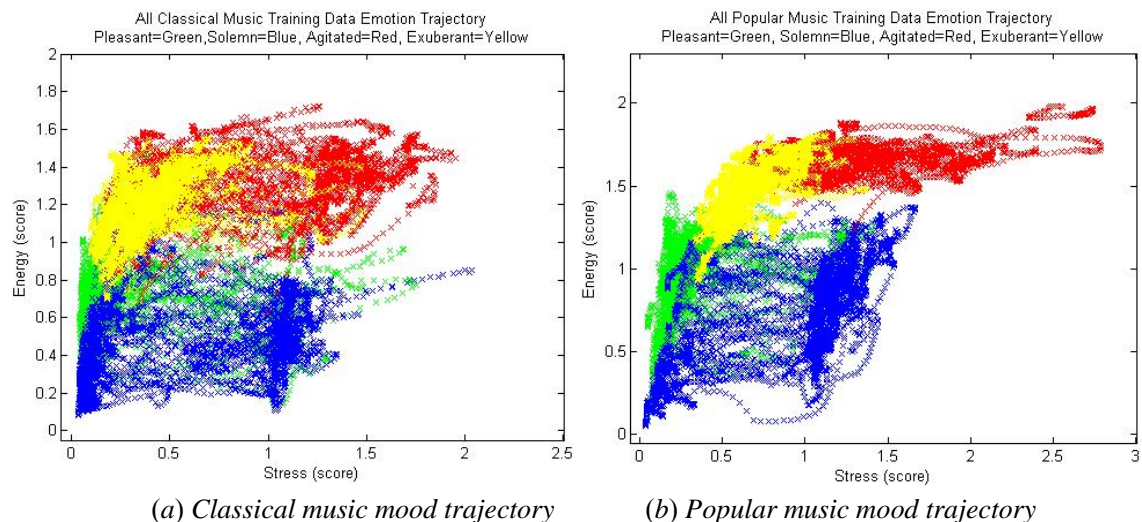 All Classical Music Training Data Emotion Trajectory
Pleasant=Green,Solemn=Blue, Agitated=Red, Exuberant=Yellow
2
1.8
1.6
1.4
1.2
1
0.8
0.6
0.4
0.2
0
Energy (score)
0 0.5 1 1.5 2 2.5
Stress (score)
(a) Classical music mood trajectory
All Popular Music Training Data Emotion Trajectory
Pleasant=Green, Solemn=Blue, Agitated=Red, Exuberant=Yellow
2
1.5
1
0.5
0
Energy (score)
0 0.5 1 1.5 2 2.5 3
Stress (score)
(b) Popular music mood trajectory